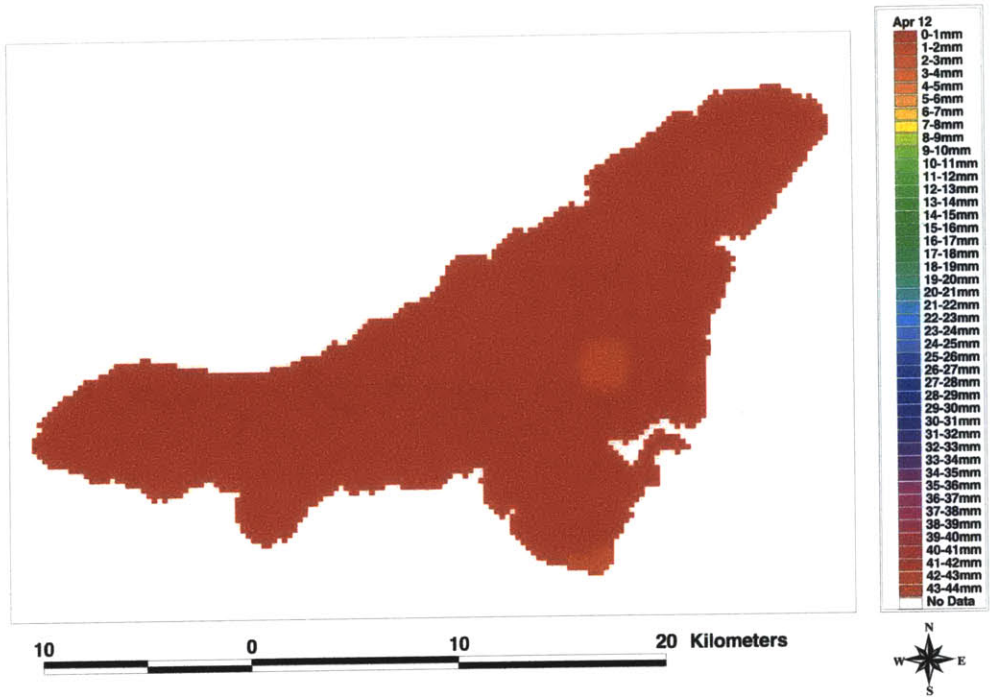 Apr 12
0-1mm
1-2mm
2-3mm
3-4mm
4-5mm
5-6mm
6-7mm
7-8mm
8-9mm
9-10mm
10-11mm
11-12mm
12-13mm
13-14mm
14-15mm
15-16mm
16-17mm
17-18mm
18-19mm
19-20mm
20-21mm
21-22mm
22-23mm
23-24mm
24-25mm
25-26mm
26-27mm
27-28mm
28-29mm
29-30mm
30-31mm
31-32mm
32-33mm
33-34mm
34-35mm
35-36mm
36-37mm
37-38mm
38-39mm
39-40mm
40-41mm
41-42mm
42-43mm
43-44mm
No Data
10 0 10 20 Kilometers
N
W E
S